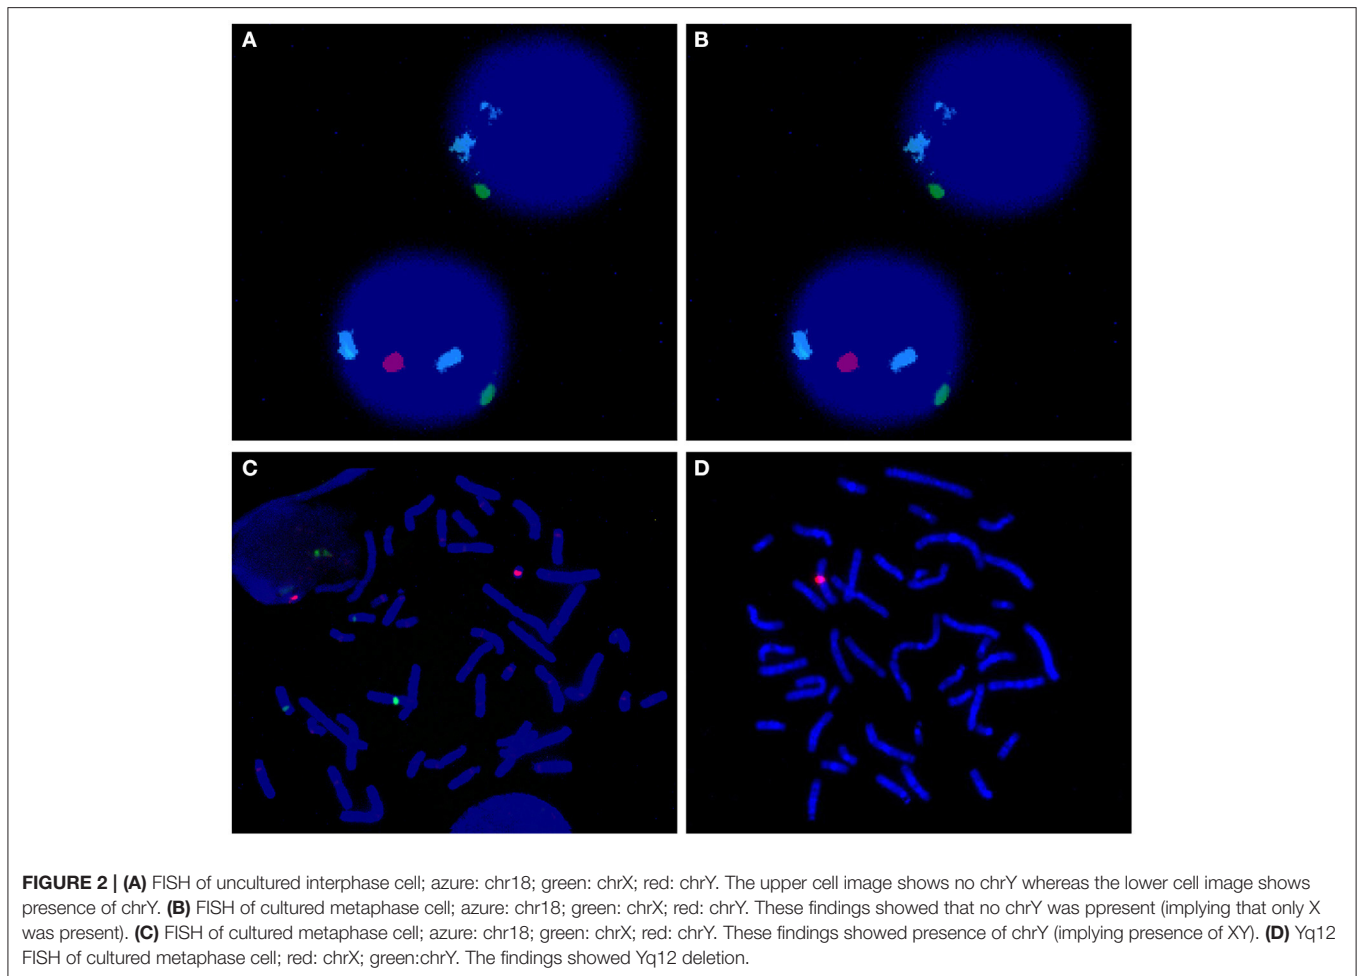 A
B
C
D
FIGURE 2 | (A) FISH of uncultured interphase cell; azure: chr18; green: chrX; red: chrY. The upper cell image shows no chrY whereas the lower cell image shows
presence of chrY. (B) FISH of cultured metaphase cell; azure: chr18; green: chrX; red: chrY. These findings showed that no chrY was ppresent (implying that only X
was present). (C) FISH of cultured metaphase cell; azure: chr18; green: chrX; red: chrY. These findings showed presence of chrY (implying presence of XY). (D) Yq12
FISH of cultured metaphase cell; red: chrX; green:chrY. The findings showed Yq12 deletion.